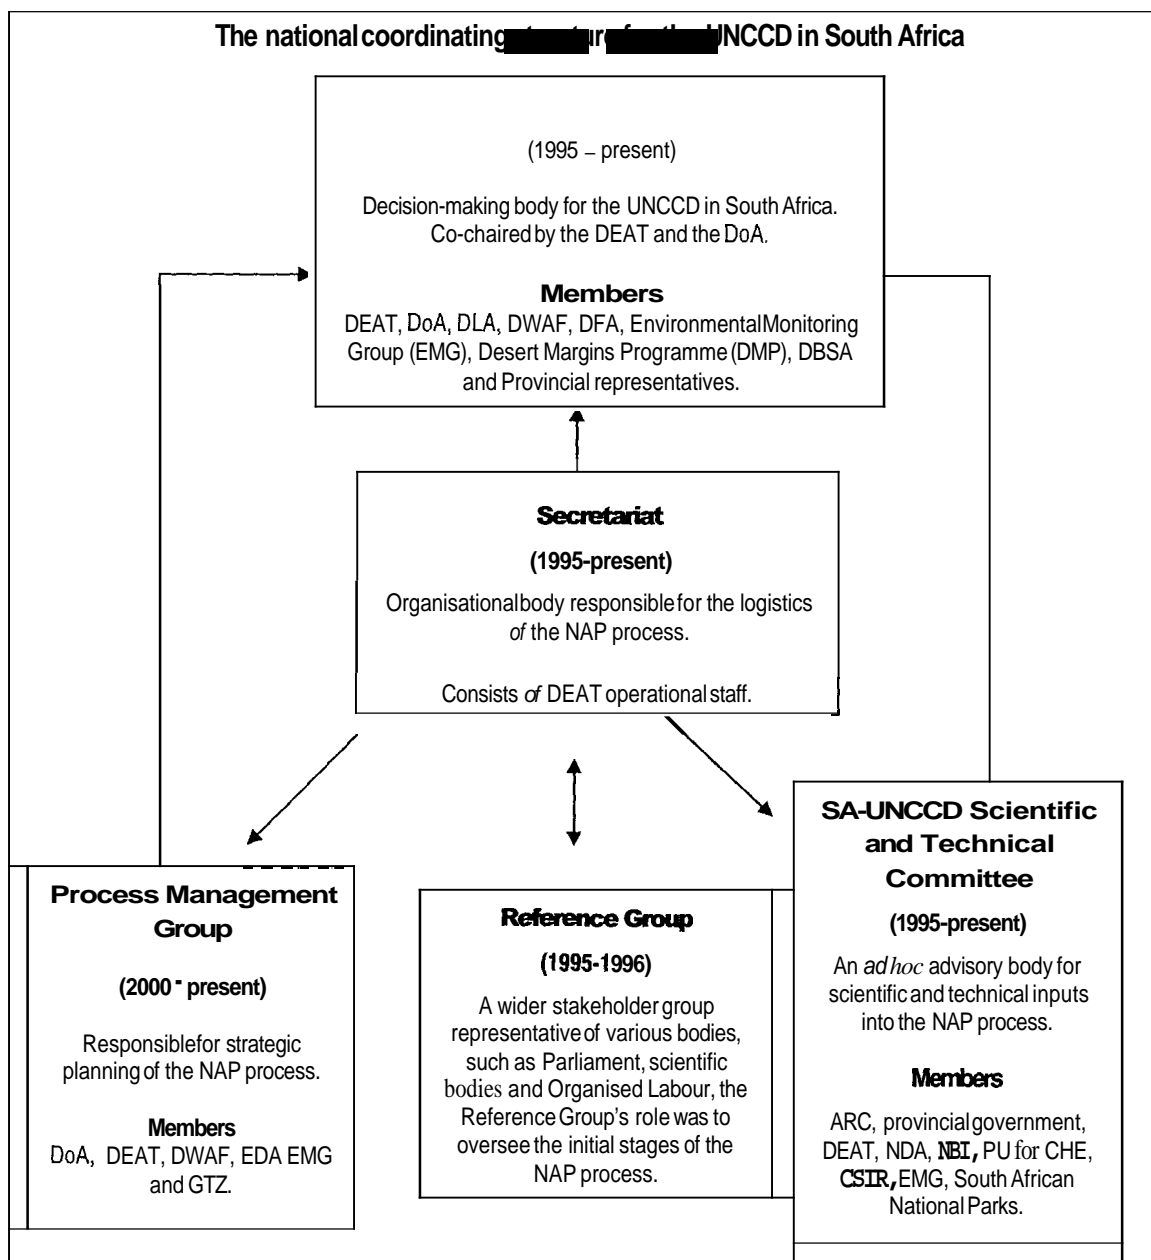 The national coordinating UNCCD in South Africa
(1995 – present)
Decision-making body for the UNCCD in South Africa.
Co-chaired by the DEAT and the DoA.
Members
DEAT, DoA, DLA, DWAF, DFA, Environmental Monitoring
Group (EMG), Desert Margins Programme (DMP), DBSA
and Provincial representatives.
Secretariat
(1995-present)
Organisational body responsible for the logistics
of the NAP process.
Consists of DEAT operational staff.
Process Management
Group
(2000 - present)
Responsible for strategic
planning of the NAP process.
Members
DoA, DEAT, DWAF, EDA EMG
and GTZ.
Reference Group
(1995-1996)
A wider stakeholder group
representative of various bodies,
such as Parliament, scientific
bodies and Organised Labour, the
Reference Group's role was to
oversee the initial stages of the
NAP process.
SA-UNCCD Scientific
and Technical
Committee
(1995-present)
An ad hoc advisory body for
scientific and technical inputs
into the NAP process.
Members
ARC, provincial government,
DEAT, NDA, NBI, PU for CHE,
CSIR, EMG, South African
National Parks.